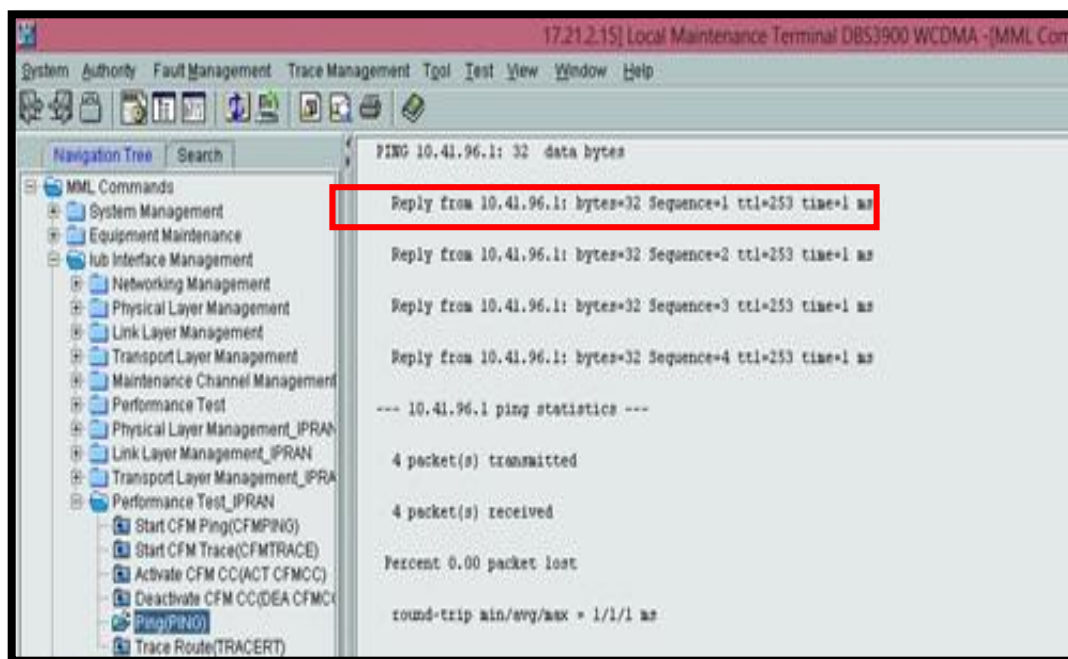 17.21.2.15] Local Maintenance Terminal DBS3900 WCDMA -[MML Com
System Authority Fault Management Trace Management Tool Test View Window Help
Navigation Tree Search
MML Commands
System Management
Equipment Maintenance
Iub Interface Management
Networking Management
Physical Layer Management
Link Layer Management
Transport Layer Management
Maintenance Channel Management
Performance Test
Physical Layer Management_IPRAN
Link Layer Management_IPRAN
Transport Layer Management_IPRA
Performance Test_IPRAN
Start CFM Ping(CFMPING)
Start CFM Trace(CFMTRACE)
Activate CFM CC(ACT CFMCC)
Deactivate CFM CC(DEA CFMC
Ping(PING)
Trace Route(TRACERT)
PING 10.41.96.1: 32 data bytes
Reply from 10.41.96.1: bytes=32 Sequence=1 ttl=253 time=1 ms
Reply from 10.41.96.1: bytes=32 Sequence=2 ttl=253 time=1 ms
Reply from 10.41.96.1: bytes=32 Sequence=3 ttl=253 time=1 ms
Reply from 10.41.96.1: bytes=32 Sequence=4 ttl=253 time=1 ms
--- 10.41.96.1 ping statistics ---
4 packet(s) transmitted
4 packet(s) received
Percent 0.00 packet lost
round-trip min/avg/max = 1/1/1 ms